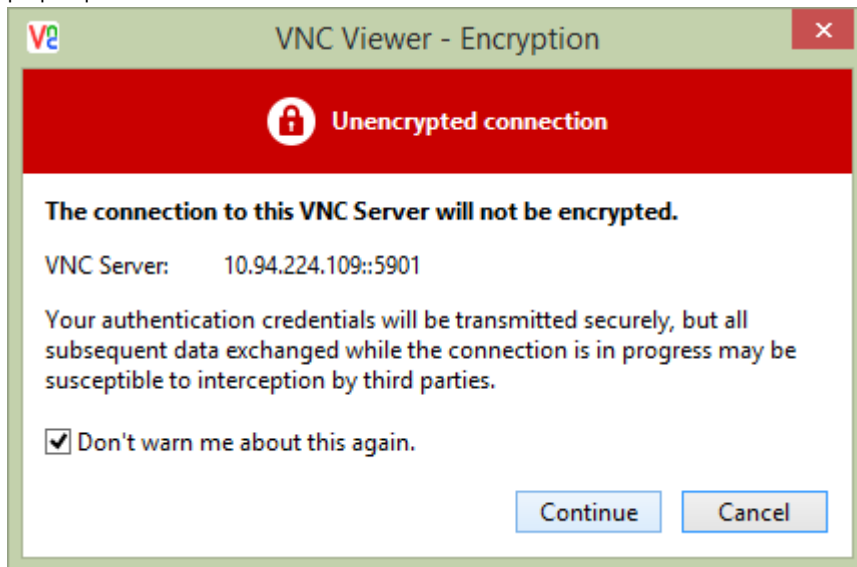 VNC Viewer - Encryption
Unencrypted connection
The connection to this VNC Server will not be encrypted.
VNC Server: 10.94.224.109::5901
Your authentication credentials will be transmitted securely, but all
subsequent data exchanged while the connection is in progress may be
susceptible to interception by third parties.
Don't warn me about this again.
Continue Cancel